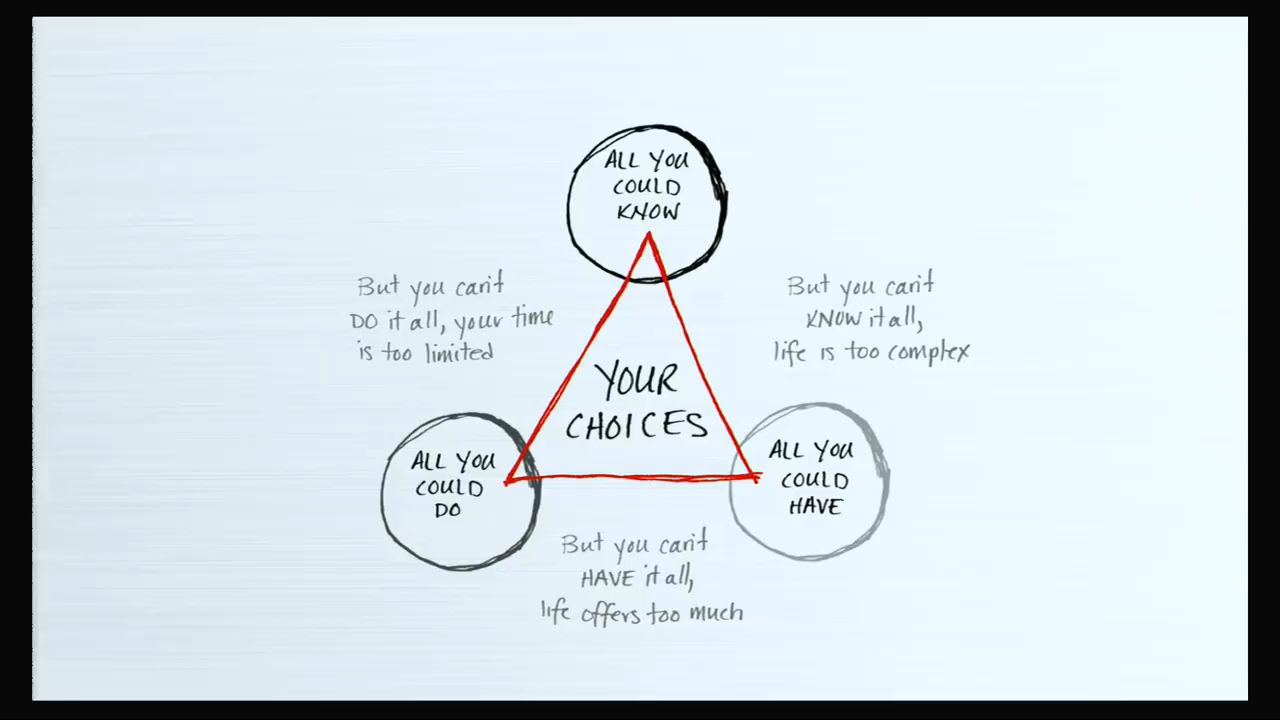 ALL YOU
COULD
KNOW
But you can't
DO it all, your time
is too limited
But you can't
KNOW it all,
life is too complex
YOUR
CHOICES
ALL YOU
COULD
DO
ALL YOU
COULD
HAVE
But you can't
HAVE it all,
life offers too much